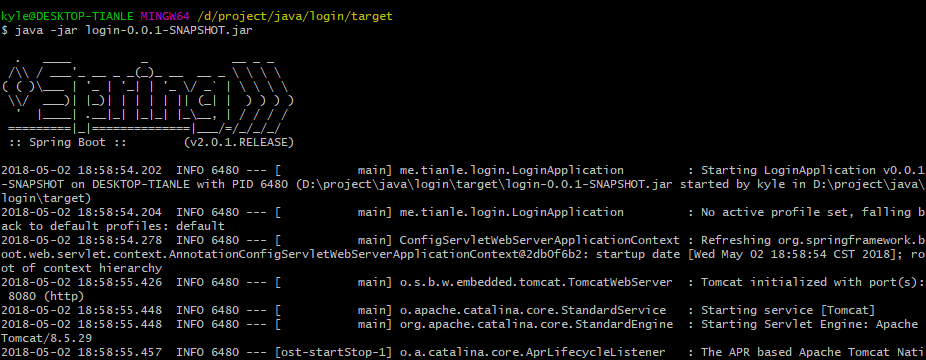 kyle@DESKTOP-TIANLE MINGW64 /d/project/java/login/target
$ java -jar login-0.0.1-SNAPSHOT.jar
  .   ____          _            __ _ _
 /\\ / ___'_ __ _ _(_)_ __  __ _ \ \ \ \
( ( )\___ | '_ | '_| | '_ \/ _` | \ \ \ \
 \\/  ___)| |_)| | | | | || (_| |  ) ) ) )
  '  |____| .__|_| |_|_| |_\__, | / / / /
 =========|_|==============|___/=/_/_/_/
 :: Spring Boot ::        (v2.0.1.RELEASE)
2018-05-02 18:58:54.202  INFO 6480 --- [           main] me.tianle.login.LoginApplication         : Starting LoginApplication v0.0.1
-SNAPSHOT on DESKTOP-TIANLE with PID 6480 (D:\project\java\login\target\login-0.0.1-SNAPSHOT.jar started by kyle in D:\project\java\
login\target)
2018-05-02 18:58:54.204  INFO 6480 --- [           main] me.tianle.login.LoginApplication         : No active profile set, falling b
ack to default profiles: default
2018-05-02 18:58:54.278  INFO 6480 --- [           main] ConfigServletWebServerApplicationContext : Refreshing org.springframework.b
oot.web.servlet.context.AnnotationConfigServletWebServerApplicationContext@2db0f6b2: startup date [Wed May 02 18:58:54 CST 2018]; ro
ot of context hierarchy
2018-05-02 18:58:55.426  INFO 6480 --- [           main] o.s.b.w.embedded.tomcat.TomcatWebServer  : Tomcat initialized with port(s):
 8080 (http)
2018-05-02 18:58:55.448  INFO 6480 --- [           main] o.apache.catalina.core.StandardService   : Starting service [Tomcat]
2018-05-02 18:58:55.448  INFO 6480 --- [           main] org.apache.catalina.core.StandardEngine  : Starting Servlet Engine: Apache 
Tomcat/8.5.29
2018-05-02 18:58:55.457  INFO 6480 --- [ost-startStop-1] o.a.catalina.core.AprLifecycleListener   : The APR based Apache Tomcat Nati